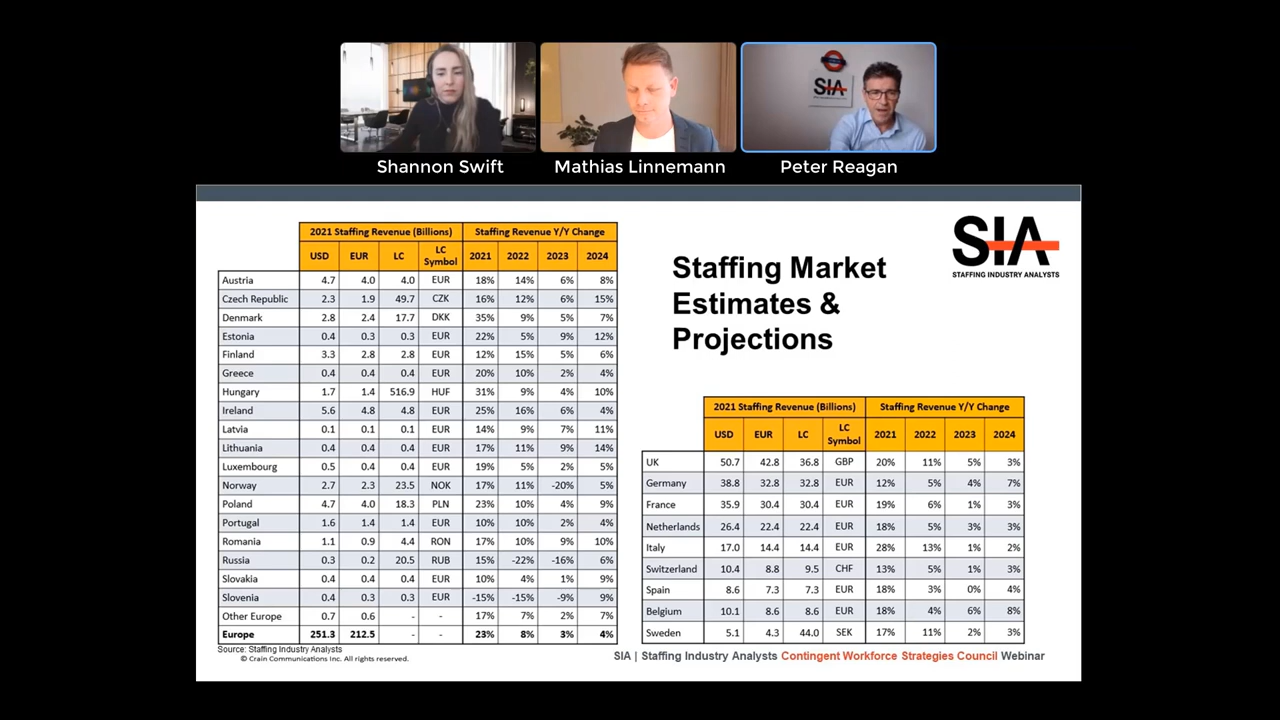 SIA
Shannon Swift
Mathias Linnemann
Peter Reagan
2021 Staffing Revenue (Billions) Staffing Revenue Y/Y Change
USD EUR LC LC Symbol 2021 2022 2023 2024
Austria 4.7 4.0 4.0 EUR 18% 14% 6% 8%
Czech Republic 2.3 1.9 49.7 CZK 16% 12% 6% 15%
Denmark 2.8 2.4 17.7 DKK 35% 9% 5% 7%
Estonia 0.4 0.3 0.3 EUR 22% 5% 9% 12%
Finland 3.3 2.8 2.8 EUR 12% 15% 5% 6%
Greece 0.4 0.4 0.4 EUR 20% 10% 2% 4%
Hungary 1.7 1.4 516.9 HUF 31% 9% 4% 10%
Ireland 5.6 4.8 4.8 EUR 25% 16% 6% 4%
Latvia 0.1 0.1 0.1 EUR 14% 9% 7% 11%
Lithuania 0.4 0.4 0.4 EUR 17% 11% 9% 14%
Luxembourg 0.5 0.4 0.4 EUR 19% 5% 2% 5%
Norway 2.7 2.3 23.5 NOK 17% 11% -20% 5%
Poland 4.7 4.0 18.3 PLN 23% 10% 4% 9%
Portugal 1.6 1.4 1.4 EUR 10% 10% 2% 4%
Romania 1.1 0.9 4.4 RON 17% 10% 9% 10%
Russia 0.3 0.2 20.5 RUB 15% -22% -16% 6%
Slovakia 0.4 0.4 0.4 EUR 10% 4% 1% 9%
Slovenia 0.4 0.3 0.3 EUR -15% -15% -9% 9%
Other Europe 0.7 0.6 - - 17% 7% 2% 7%
Europe 251.3 212.5 - - 23% 8% 3% 4%
Source: Staffing Industry Analysts
© Crain Communications Inc. All rights reserved.
SIA
STAFFING INDUSTRY ANALYSTS
Staffing Market
Estimates &
Projections
2021 Staffing Revenue (Billions) Staffing Revenue Y/Y Change
USD EUR LC LC Symbol 2021 2022 2023 2024
UK 50.7 42.8 36.8 GBP 20% 11% 5% 3%
Germany 38.8 32.8 32.8 EUR 12% 5% 4% 7%
France 35.9 30.4 30.4 EUR 19% 6% 1% 3%
Netherlands 26.4 22.4 22.4 EUR 18% 5% 3% 3%
Italy 17.0 14.4 14.4 EUR 28% 13% 1% 2%
Switzerland 10.4 8.8 9.5 CHF 13% 5% 1% 3%
Spain 8.6 7.3 7.3 EUR 18% 3% 0% 4%
Belgium 10.1 8.6 8.6 EUR 18% 4% 6% 8%
Sweden 5.1 4.3 44.0 SEK 17% 11% 2% 3%
SIA | Staffing Industry Analysts Contingent Workforce Strategies Council Webinar